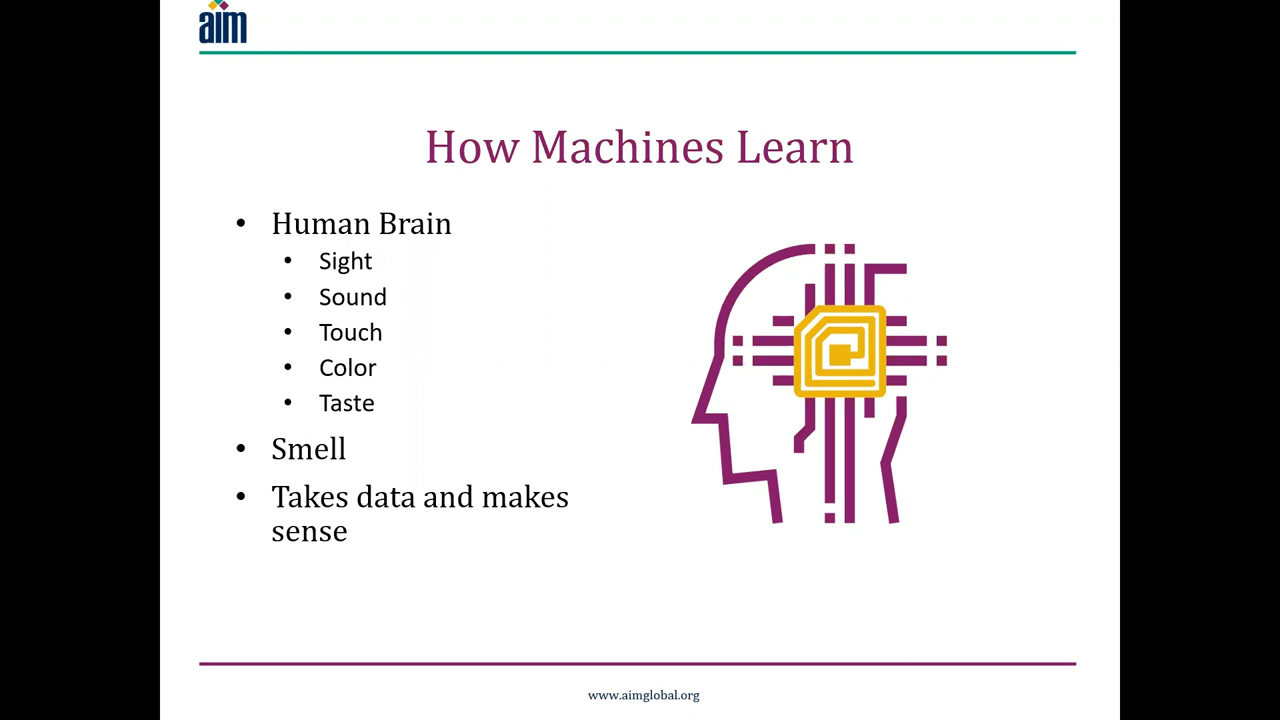 aim
How Machines Learn
• Human Brain
• Sight
• Sound
• Touch
• Color
• Taste
• Smell
• Takes data and makes
sense
www.aimglobal.org